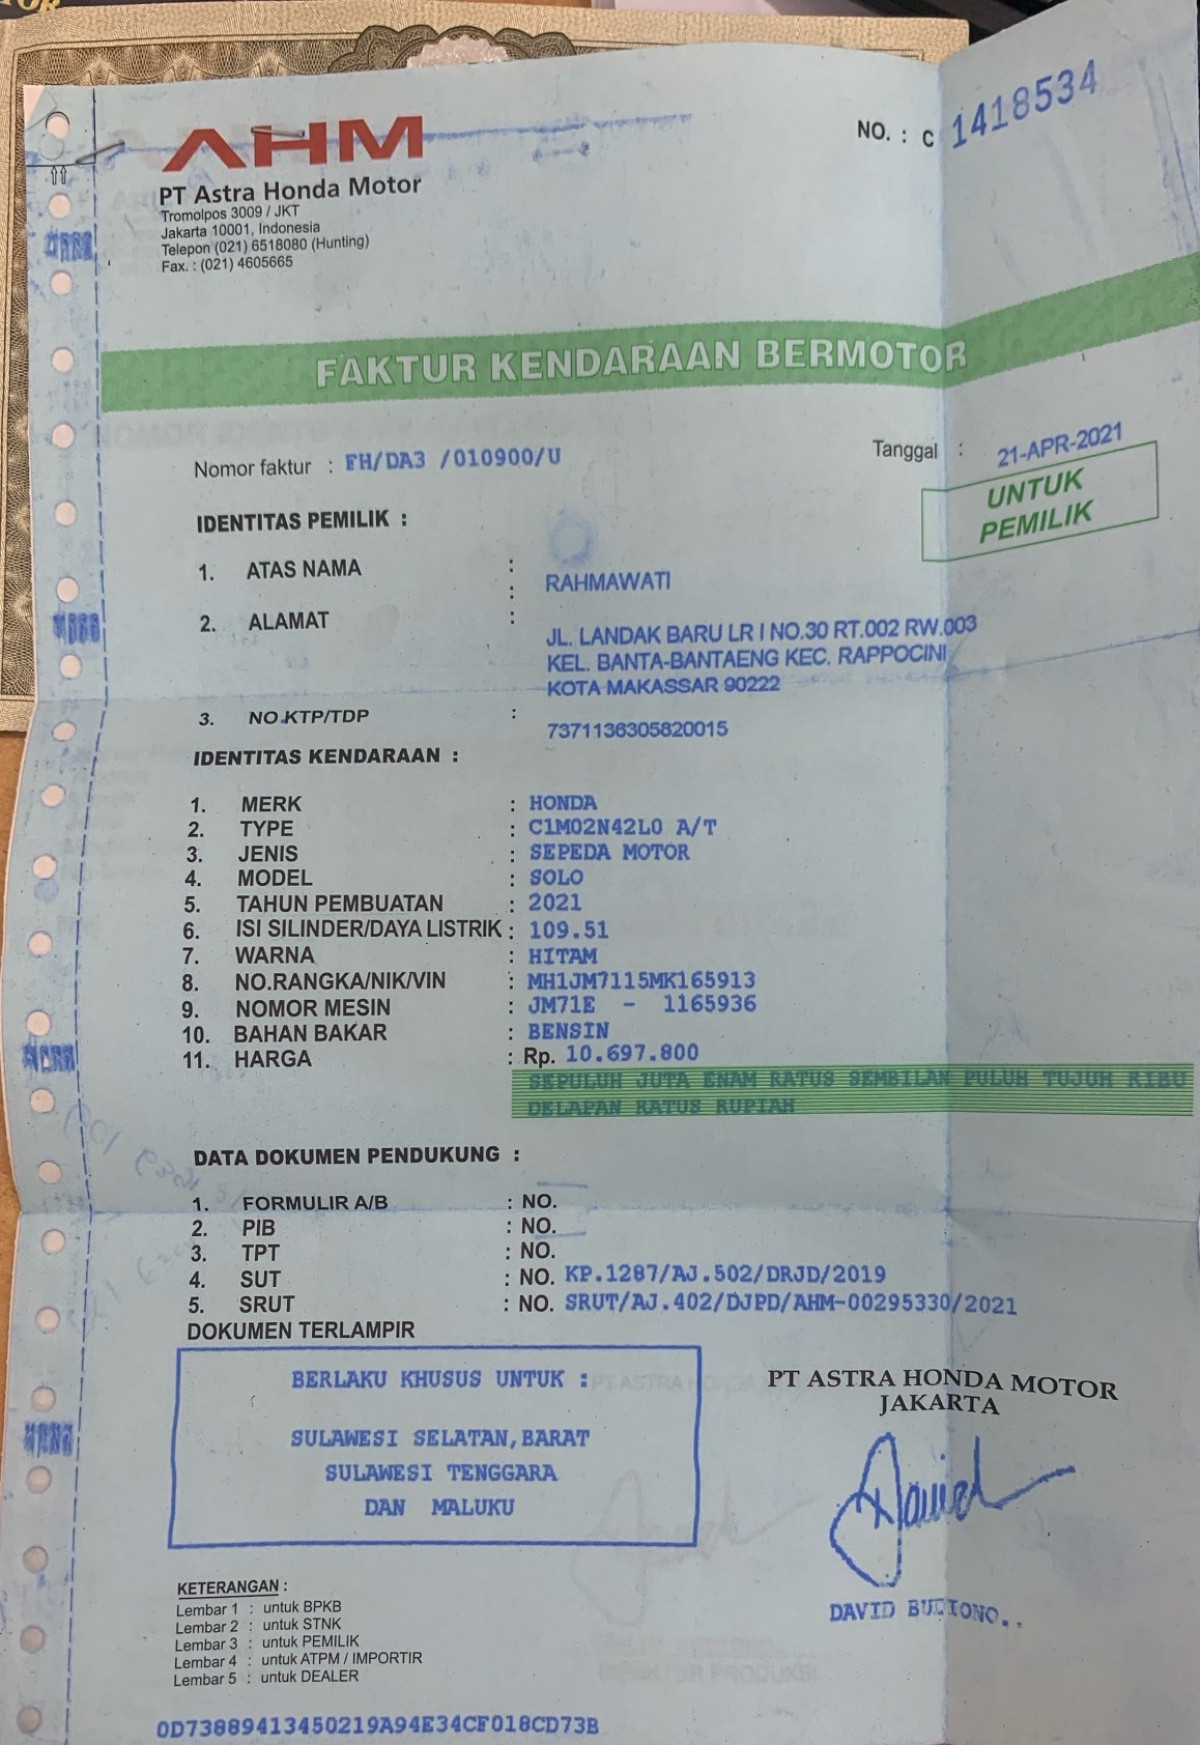 AHM
PT Astra Honda Motor
Tromolpos 3009 / JKT
Jakarta 10001, Indonesia
Telepon (021) 6518080 (Hunting)
Fax. : (021) 4605665
NO. : C 1418534
FAKTUR KENDARAAN BERMOTOR
Nomor faktur : FH/DA3 /010900/U
Tanggal : 21-APR-2021
UNTUK
PEMILIK
IDENTITAS PEMILIK :
1. ATAS NAMA : RAHMAWATI
2. ALAMAT : JL. LANDAK BARU LR I NO.30 RT.002 RW.003
KEL. BANTA-BANTAENG KEC. RAPPOCINI
KOTA MAKASSAR 90222
3. NO.KTP/TDP : 7371136305820015
IDENTITAS KENDARAAN :
1. MERK : HONDA
2. TYPE : C1M02N42L0 A/T
3. JENIS : SEPEDA MOTOR
4. MODEL : SOLO
5. TAHUN PEMBUATAN : 2021
6. ISI SILINDER/DAYA LISTRIK : 109.51
7. WARNA : HITAM
8. NO.RANGKA/NIK/VIN : MH1JM7115MK165913
9. NOMOR MESIN : JM71E - 1165936
10. BAHAN BAKAR : BENSIN
11. HARGA : Rp. 10.697.800
SEPULUH JUTA ENAM RATUS SEMBILAN PULUH TUJUH RIBU
DELAPAN RATUS RUPIAH
DATA DOKUMEN PENDUKUNG :
1. FORMULIR A/B : NO.
2. PIB : NO.
3. TPT : NO.
4. SUT : NO. KP.1287/AJ.502/DRJD/2019
5. SRUT : NO. SRUT/AJ.402/DJPD/AHM-00295330/2021
DOKUMEN TERLAMPIR
BERLAKU KHUSUS UNTUK :
SULAWESI SELATAN,BARAT
SULAWESI TENGGARA
DAN MALUKU
PT ASTRA HONDA MOTOR
JAKARTA
David
DAVID BUDIONO..
KETERANGAN :
Lembar 1 : untuk BPKB
Lembar 2 : untuk STNK
Lembar 3 : untuk PEMILIK
Lembar 4 : untuk ATPM / IMPORTIR
Lembar 5 : untuk DEALER
0D73889413450219A94E34CF018CD73B